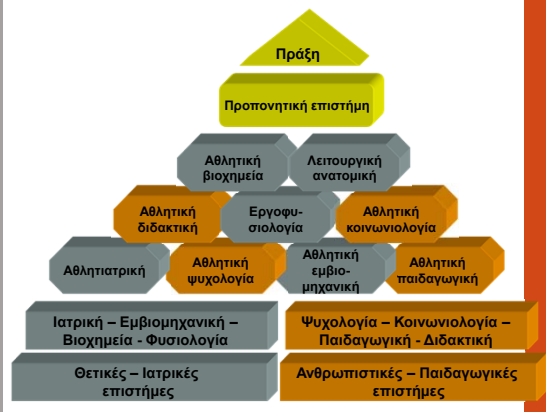 Πράξη
Προπονητική επιστήμη
Αθλητική
βιοχημεία
Λειτουργική
ανατομική
Αθλητική
διδακτική
Εργοφυ-
σιολογία
Αθλητική
κοινωνιολογία
Αθλητιατρική
Αθλητική
ψυχολογία
Αθλητική
εμβιο-
μηχανική
Αθλητική
παιδαγωγική
Ιατρική – Εμβιομηχανική –
Βιοχημεία - Φυσιολογία
Ψυχολογία – Κοινωνιολογία –
Παιδαγωγική - Διδακτική
Θετικές – Ιατρικές
επιστήμες
Ανθρωπιστικές – Παιδαγωγικές
επιστήμες